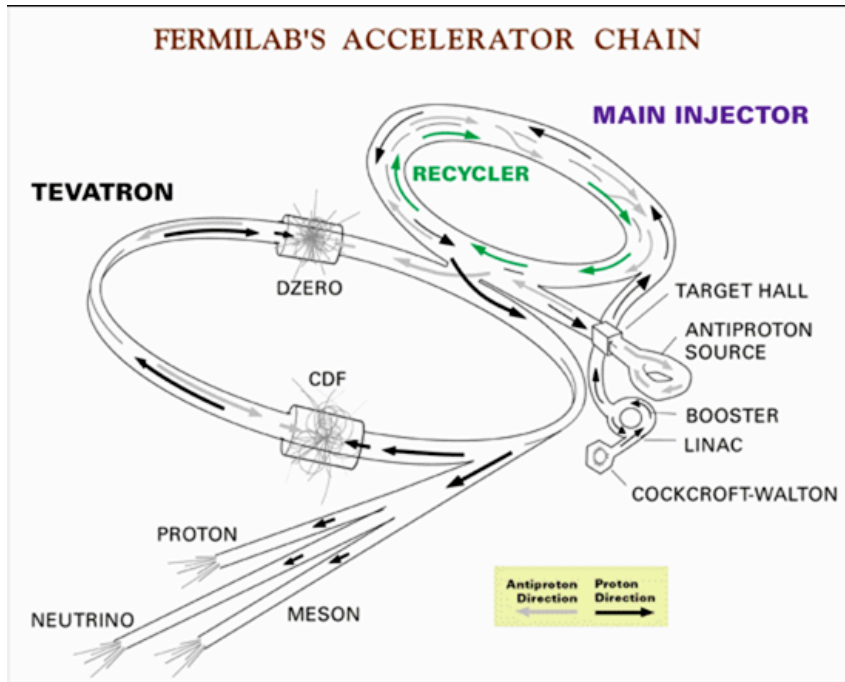 FERMILAB'S ACCELERATOR CHAIN
MAIN INJECTOR
RECYCLER
TEVATRON
DZERO
TARGET HALL
ANTIPROTON
SOURCE
CDF
BOOSTER
LINAC
COCKCROFT-WALTON
PROTON
NEUTRINO
MESON
Antiproton
Direction
Proton
Direction